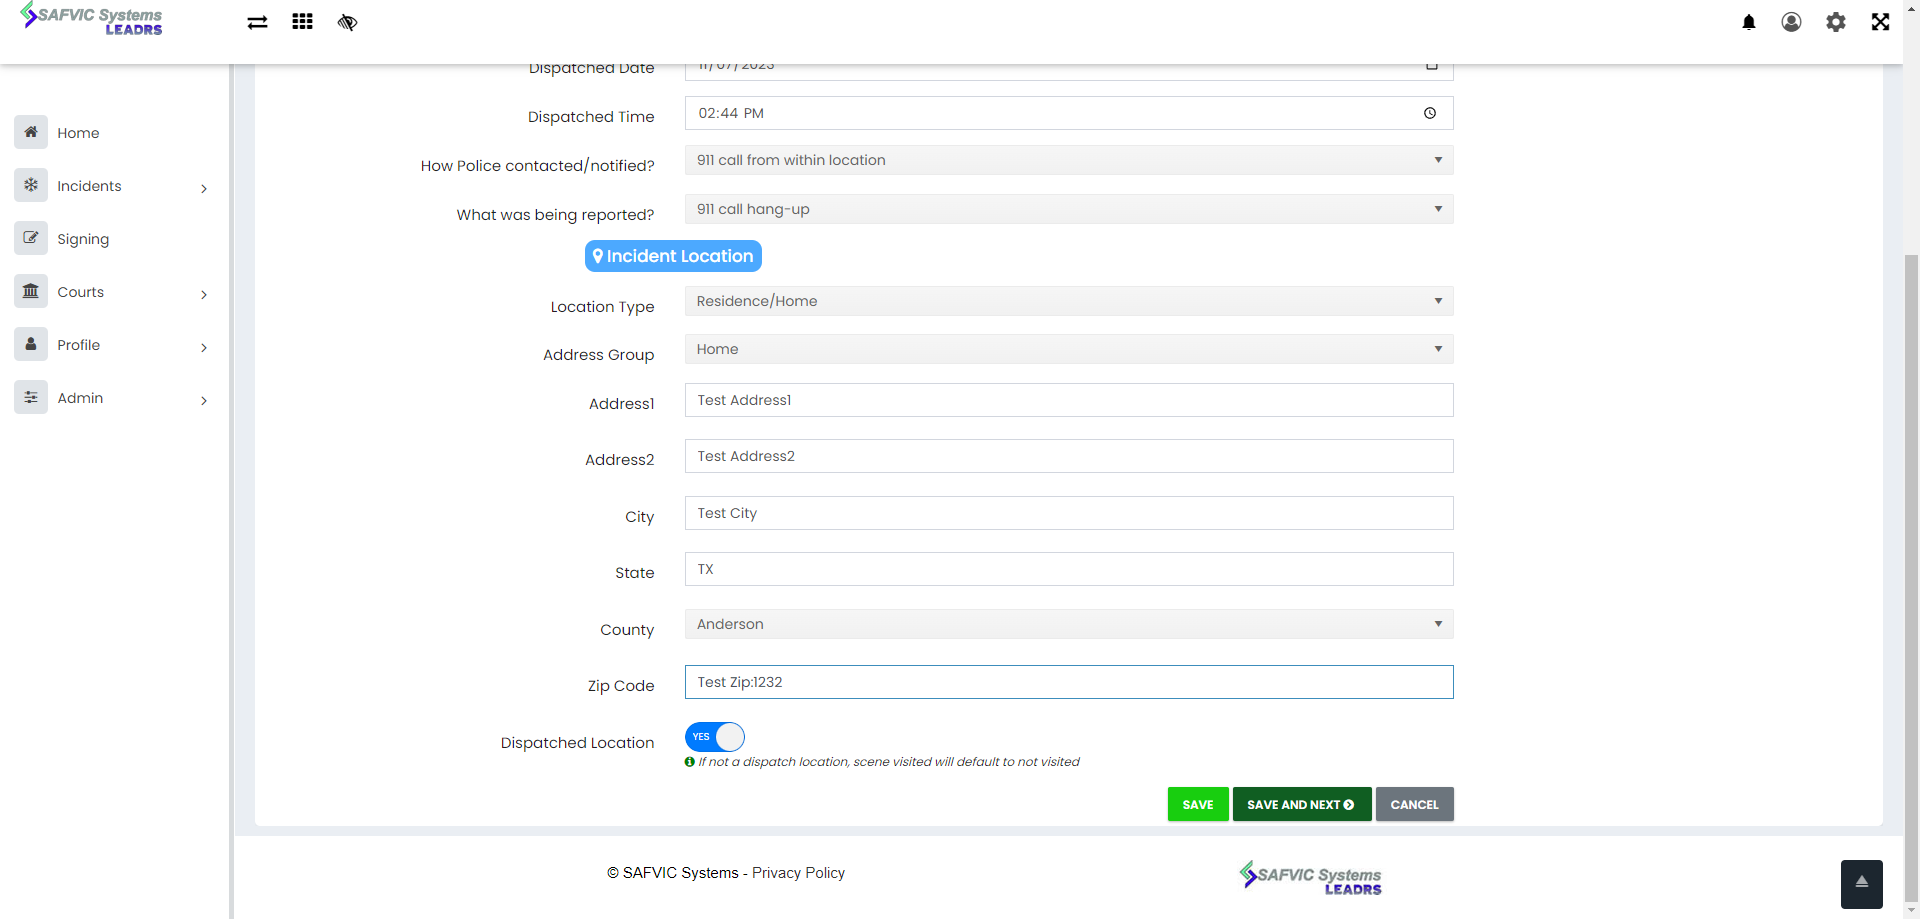 SAFVIC Systems
LEADRS
Dispatched Date 11/07/2023
Dispatched Time 02:44 PM
Home
How Police contacted/notified? 911 call from within location
Incidents
What was being reported? 911 call hang-up
Signing
Incident Location
Courts
Location Type Residence/Home
Profile
Address Group Home
Admin
Address1 Test Address1
Address2 Test Address2
City Test City
State TX
County Anderson
Zip Code Test Zip:1232
Dispatched Location YES
If not a dispatch location, scene visited will default to not visited
SAVE SAVE AND NEXT CANCEL
© SAFVIC Systems - Privacy Policy
SAFVIC Systems
LEADRS